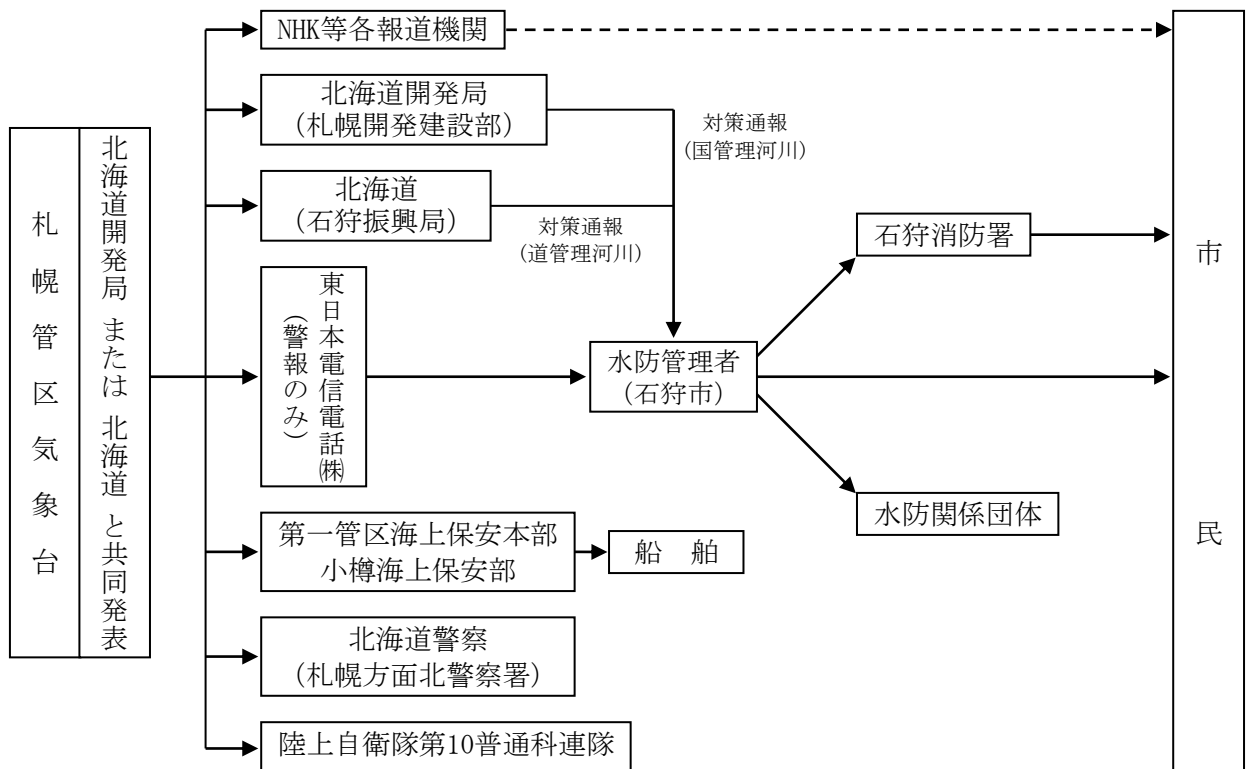 札幌管区気象台
北海道開発局 または 北海道 と共同発表
NHK等各報道機関
北海道開発局
（札幌開発建設部）
対策通報
(国管理河川)
北海道
（石狩振興局）
対策通報
(道管理河川)
東日本電信電話㈱
（警報のみ）
水防管理者
（石狩市）
石狩消防署
水防関係団体
第一管区海上保安本部
小樽海上保安部
船　舶
北海道警察
（札幌方面北警察署）
陸上自衛隊第10普通科連隊
市民